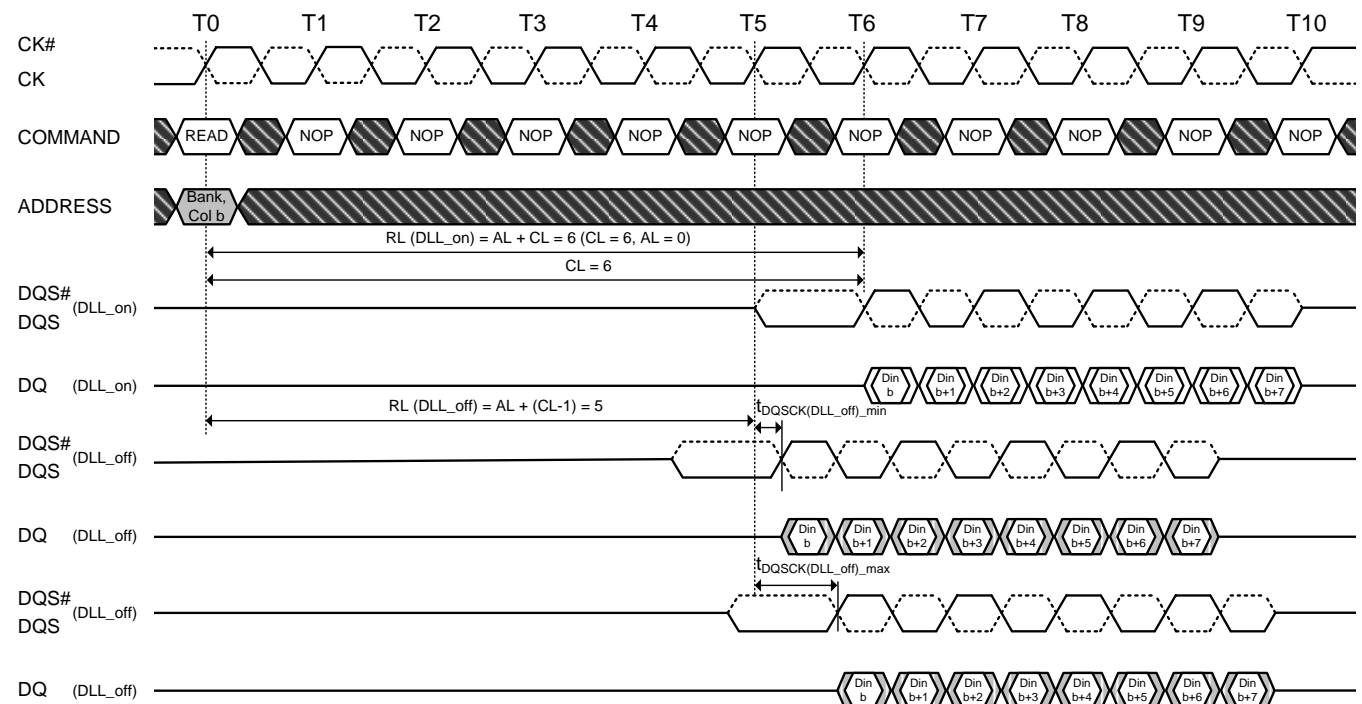 T0 T1 T2 T3 T4 T5 T6 T7 T8 T9 T10
CK#
CK
COMMAND READ NOP NOP NOP NOP NOP NOP NOP NOP NOP NOP
ADDRESS Bank, Col b
RL (DLL_on) = AL + CL = 6 (CL = 6, AL = 0)
CL = 6
DQS# (DLL_on)
DQS
DQ (DLL_on) Din b Din b+1 Din b+2 Din b+3 Din b+4 Din b+5 Din b+6 Din b+7
RL (DLL_off) = AL + (CL-1) = 5
tDQSCK(DLL_off)_min
DQS# (DLL_off)
DQS
DQ (DLL_off) Din b Din b+1 Din b+2 Din b+3 Din b+4 Din b+5 Din b+6 Din b+7
tDQSCK(DLL_off)_max
DQS# (DLL_off)
DQS
DQ (DLL_off) Din b Din b+1 Din b+2 Din b+3 Din b+4 Din b+5 Din b+6 Din b+7